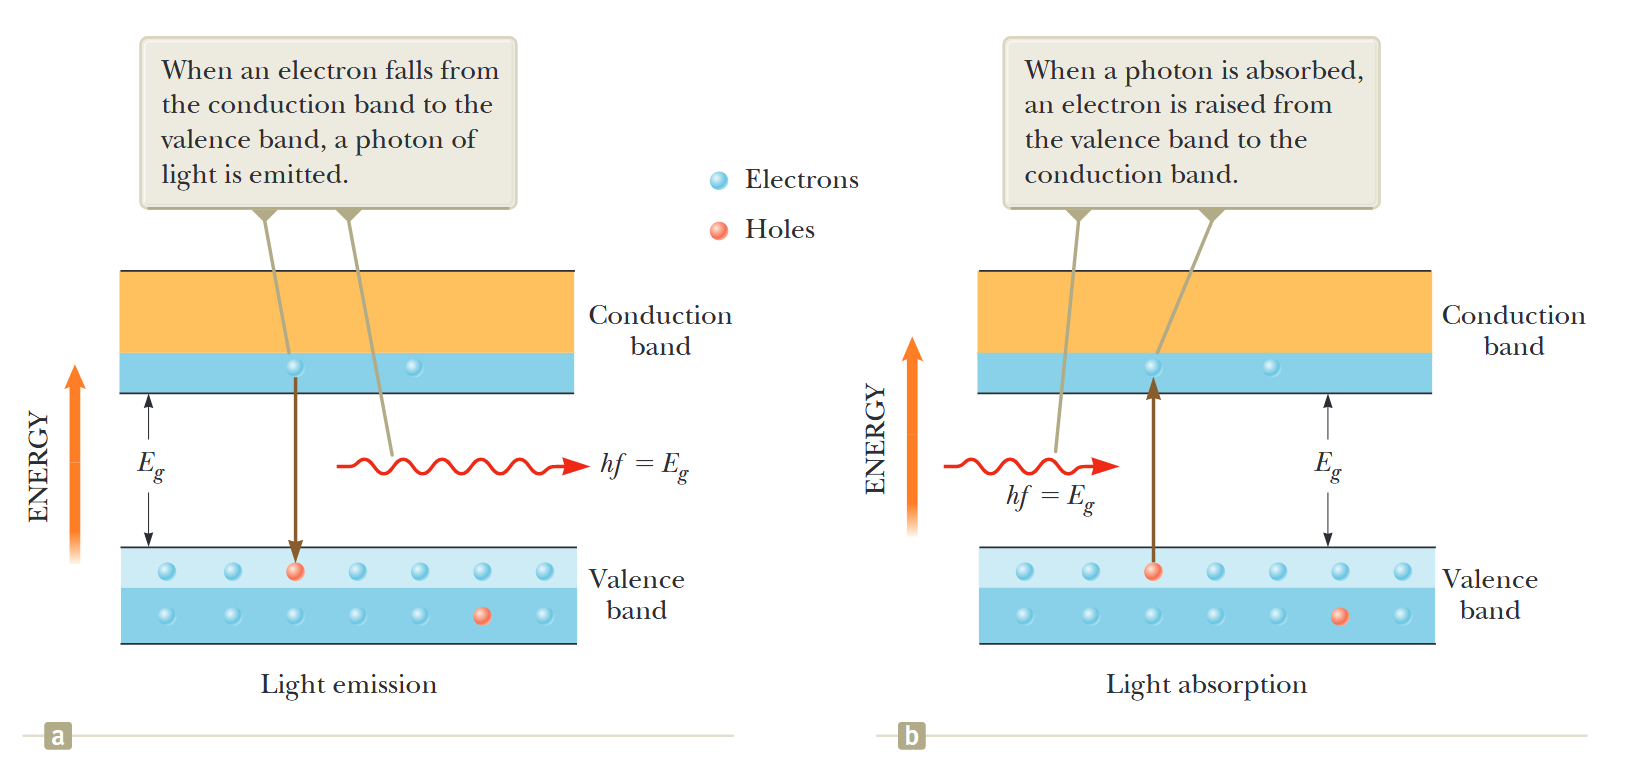 When an electron falls from
the conduction band to the
valence band, a photon of
light is emitted.
Electrons
Holes
Conduction
band
ENERGY
E_g
hf = E_g
Valence
band
Light emission
a
When a photon is absorbed,
an electron is raised from
the valence band to the
conduction band.
Conduction
band
ENERGY
hf = E_g
E_g
Valence
band
Light absorption
b